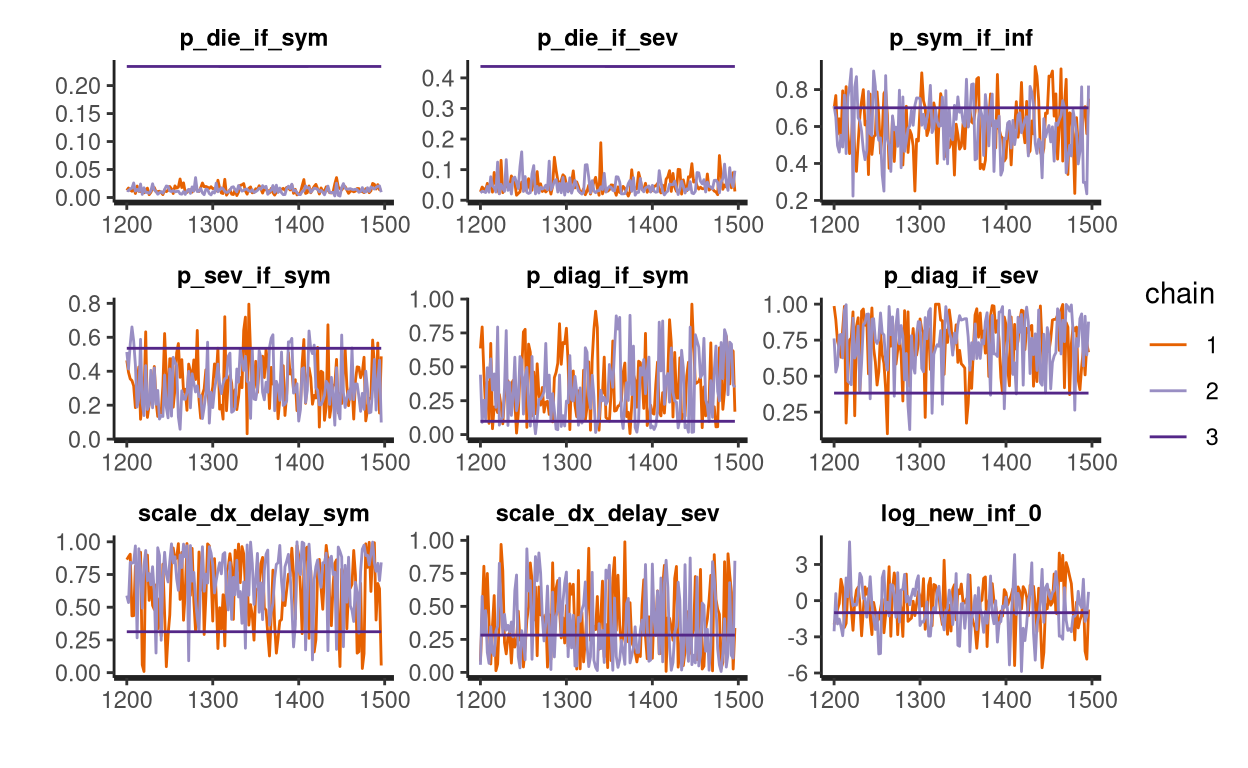 p_die_if_sym p_die_if_sev p_sym_if_inf
0.20 0.15 0.10 0.05 0.00
0.4 0.3 0.2 0.1 0.0
0.8 0.6 0.4 0.2
1200 1300 1400 1500 1200 1300 1400 1500 1200 1300 1400 1500
p_sev_if_sym p_diag_if_sym p_diag_if_sev
0.8 0.6 0.4 0.2 0.0
1.00 0.75 0.50 0.25 0.00
1.00 0.75 0.50 0.25
1200 1300 1400 1500 1200 1300 1400 1500 1200 1300 1400 1500
scale_dx_delay_sym scale_dx_delay_sev log_new_inf_0
1.00 0.75 0.50 0.25 0.00
1.00 0.75 0.50 0.25 0.00
3 0 -3 -6
1200 1300 1400 1500 1200 1300 1400 1500 1200 1300 1400 1500
chain
1
2
3